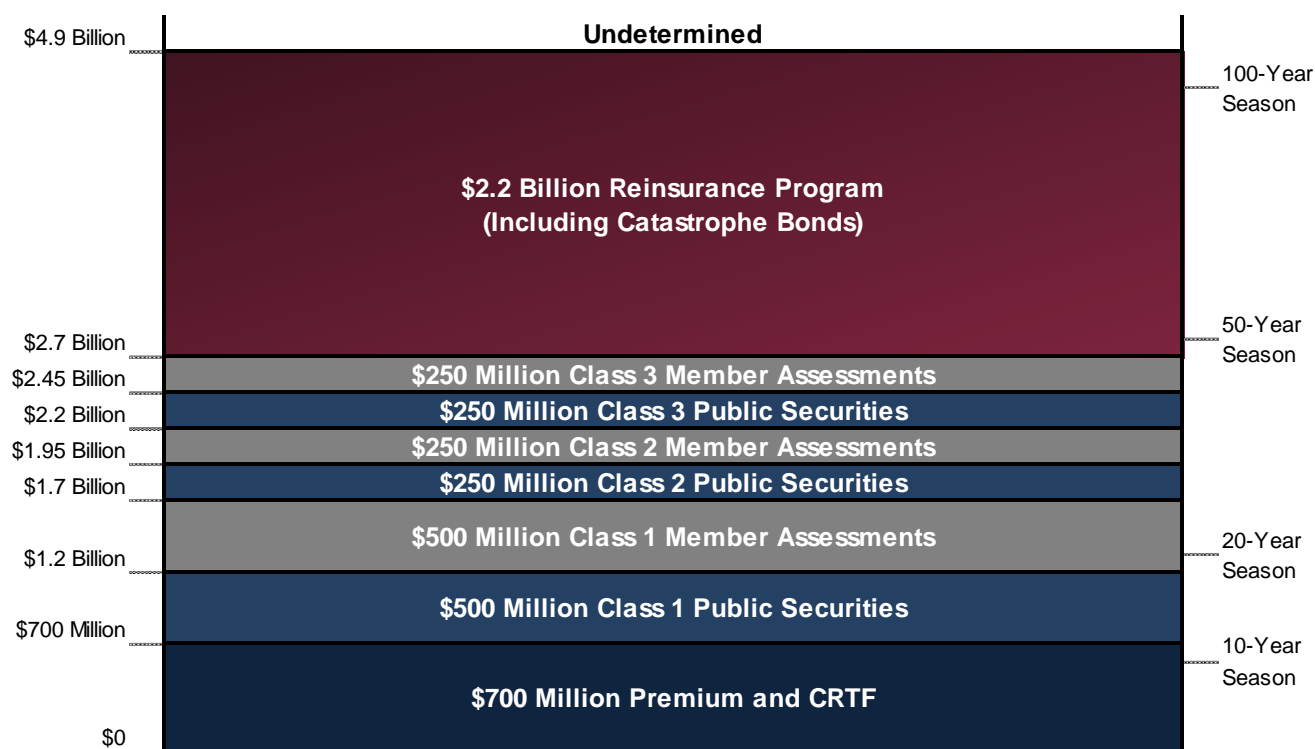 Undetermined
$4.9 Billion
100-Year
Season
$2.2 Billion Reinsurance Program
(Including Catastrophe Bonds)
50-Year
Season
$2.7 Billion
$250 Million Class 3 Member Assessments
$2.45 Billion
$250 Million Class 3 Public Securities
$2.2 Billion
$250 Million Class 2 Member Assessments
$1.95 Billion
$250 Million Class 2 Public Securities
$1.7 Billion
$500 Million Class 1 Member Assessments
20-Year
Season
$1.2 Billion
$500 Million Class 1 Public Securities
$700 Million
10-Year
Season
$700 Million Premium and CRTF
$0